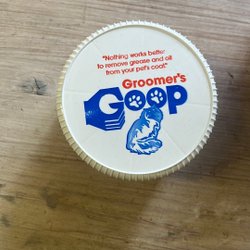 "Nothing works better
to remove grease and oil
from your pet's coat"
Groomer's
GOOP